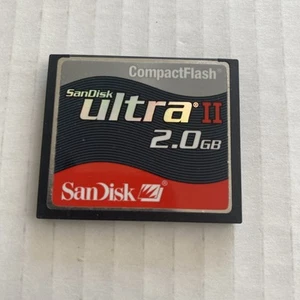 CompactFlash
SanDisk
ultra II
2.0GB
SanDisk